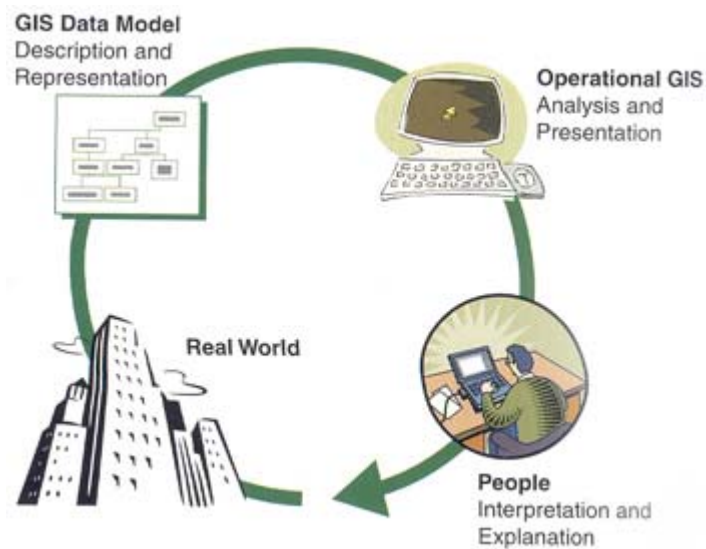 GIS Data Model
Description and
Representation
Operational GIS
Analysis and
Presentation
Real World
People
Interpretation and
Explanation